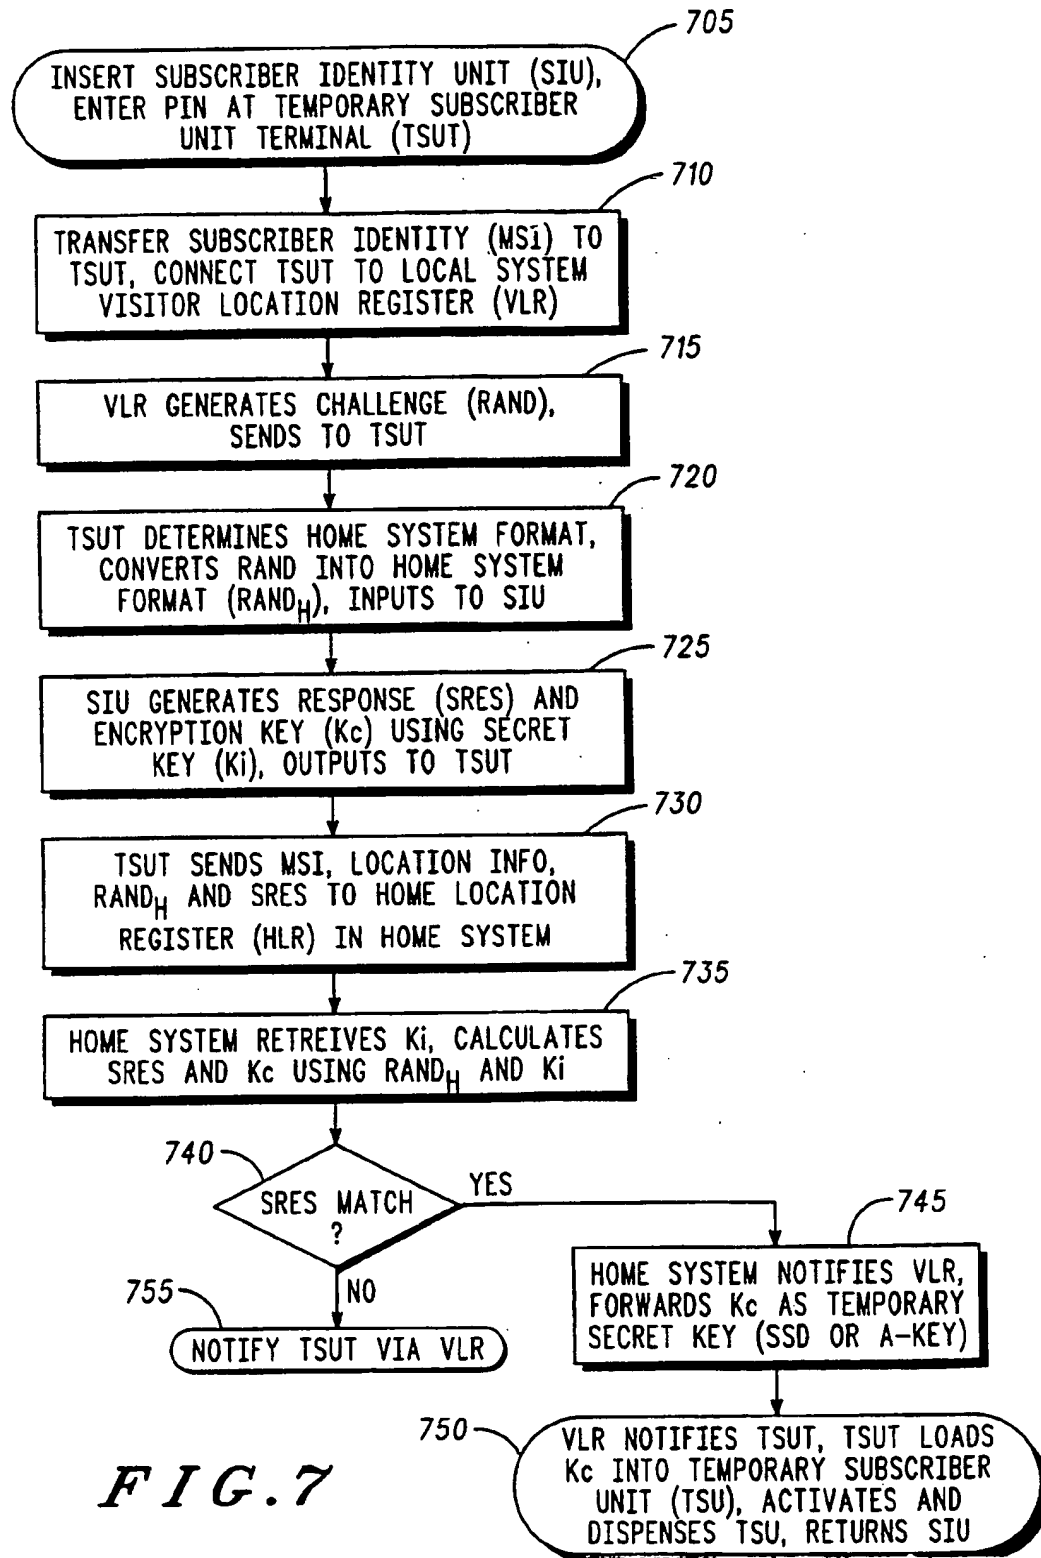 705
INSERT SUBSCRIBER IDENTITY UNIT (SIU),
ENTER PIN AT TEMPORARY SUBSCRIBER
UNIT TERMINAL (TSUT)
710
TRANSFER SUBSCRIBER IDENTITY (MSi) TO
TSUT, CONNECT TSUT TO LOCAL SYSTEM
VISITOR LOCATION REGISTER (VLR)
715
VLR GENERATES CHALLENGE (RAND),
SENDS TO TSUT
720
TSUT DETERMINES HOME SYSTEM FORMAT,
CONVERTS RAND INTO HOME SYSTEM
FORMAT (RANDH), INPUTS TO SIU
725
SIU GENERATES RESPONSE (SRES) AND
ENCRYPTION KEY (Kc) USING SECRET
KEY (Ki), OUTPUTS TO TSUT
730
TSUT SENDS MSI, LOCATION INFO,
RANDH AND SRES TO HOME LOCATION
REGISTER (HLR) IN HOME SYSTEM
735
HOME SYSTEM RETREIVES Ki, CALCULATES
SRES AND Kc USING RANDH AND Ki
740
SRES MATCH
?
YES
NO
745
HOME SYSTEM NOTIFIES VLR,
FORWARDS Kc AS TEMPORARY
SECRET KEY (SSD OR A-KEY)
755
NOTIFY TSUT VIA VLR
750
VLR NOTIFIES TSUT, TSUT LOADS
Kc INTO TEMPORARY SUBSCRIBER
UNIT (TSU), ACTIVATES AND
DISPENSES TSU, RETURNS SIU
FIG.7